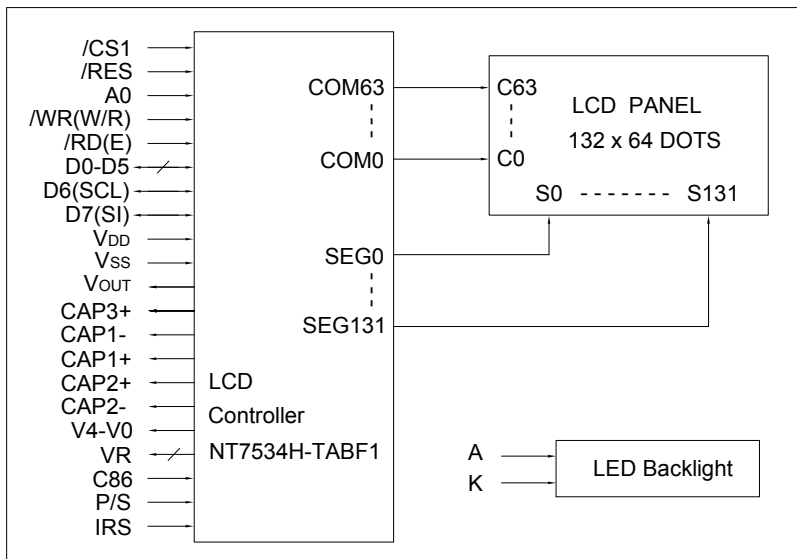 /CS1
/RES
A0
/WR(W/R)
/RD(E)
D0-D5
D6(SCL)
D7(SI)
VDD
VSS
VOUT
CAP3+
CAP1-
CAP1+
CAP2+
CAP2-
V4-V0
VR
C86
P/S
IRS
COM63
COM0
SEG0
SEG131
LCD
Controller
NT7534H-TABF1
C63
C0
LCD PANEL
132 x 64 DOTS
S0 ------- S131
A
K
LED Backlight